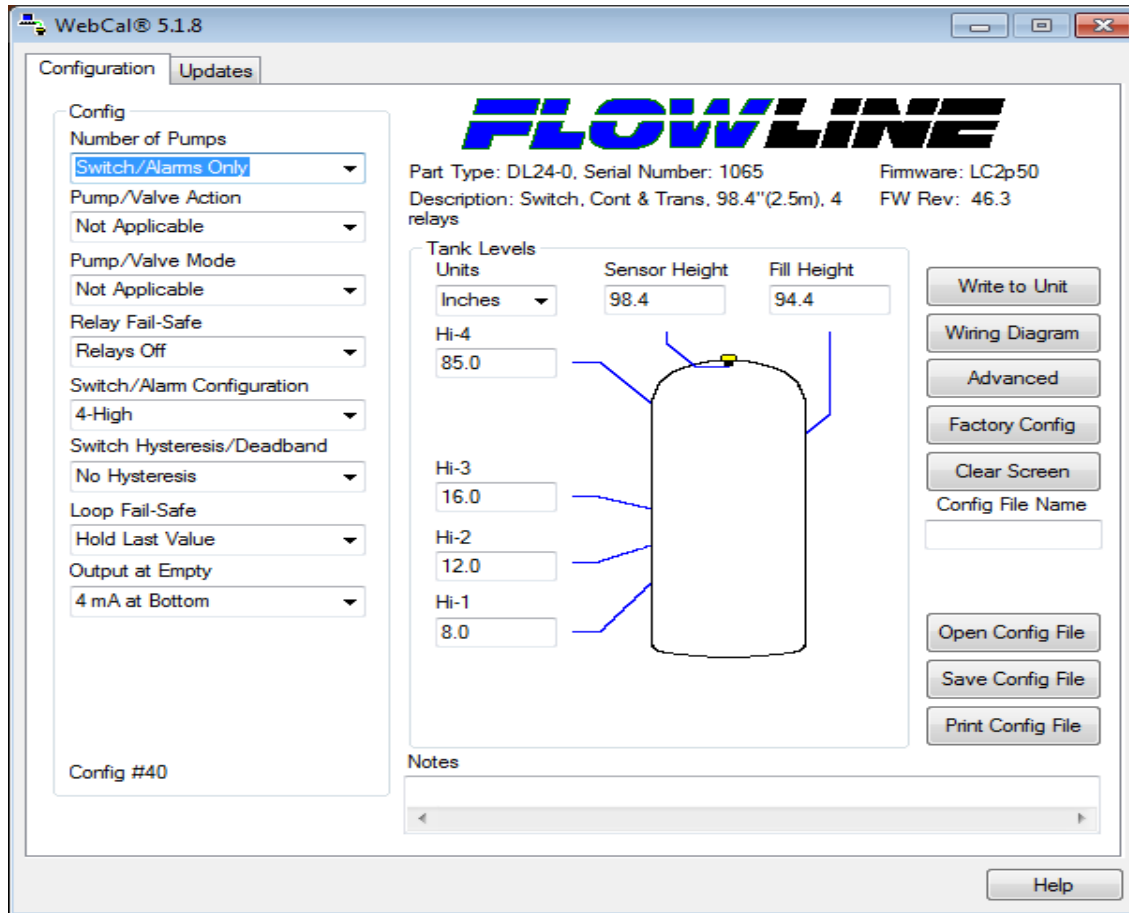 WebCal® 5.1.8
Configuration
Updates
Config
Number of Pumps
Switch/Alarms Only
Pump/Valve Action
Not Applicable
Pump/Valve Mode
Not Applicable
Relay Fail-Safe
Relays Off
Switch/Alarm Configuration
4-High
Switch Hysteresis/Deadband
No Hysteresis
Loop Fail-Safe
Hold Last Value
Output at Empty
4 mA at Bottom
Config #40
FLOWLINE
Part Type: DL24-0, Serial Number: 1065
Firmware: LC2p50
Description: Switch, Cont & Trans, 98.4"(2.5m), 4
relays
FW Rev: 46.3
Tank Levels
Units
Sensor Height
Fill Height
Inches
98.4
94.4
Hi-4
85.0
Hi-3
16.0
Hi-2
12.0
Hi-1
8.0
Write to Unit
Wiring Diagram
Advanced
Factory Config
Clear Screen
Config File Name
Open Config File
Save Config File
Print Config File
Notes
Help